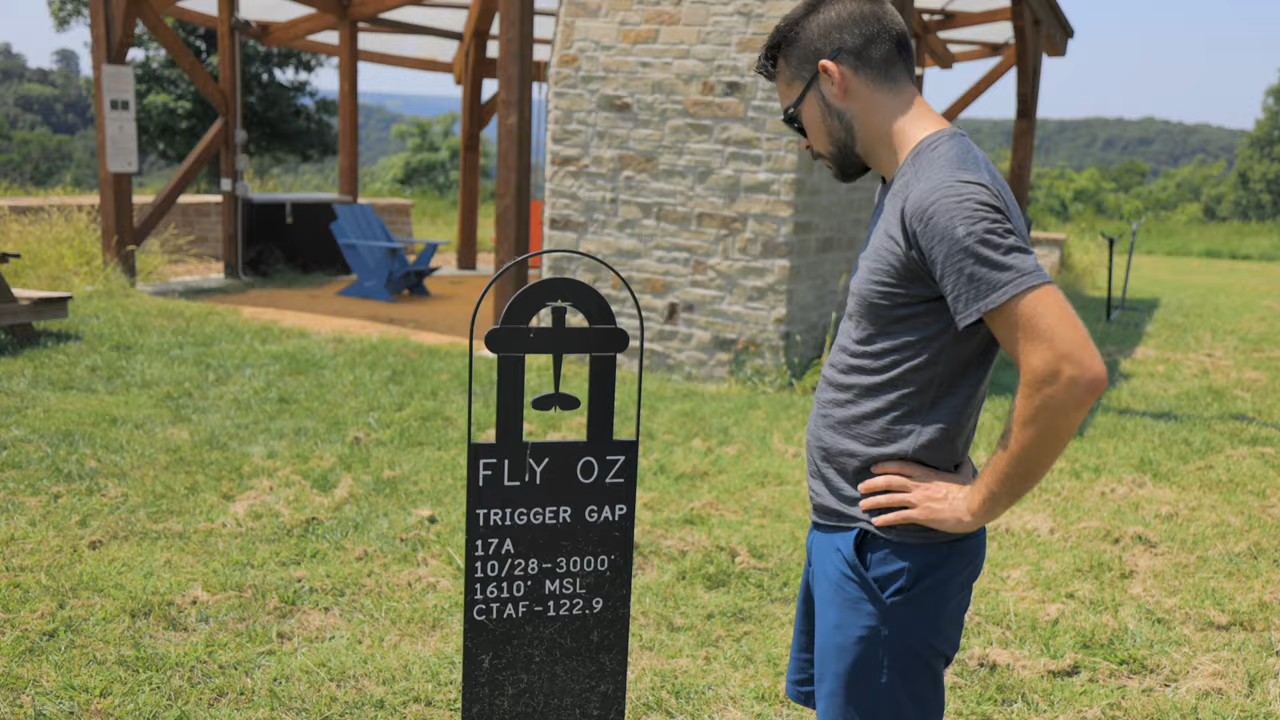 FLY OZ
TRIGGER GAP
17A
10/28-3000'
1610' MSL
CTAF-122.9